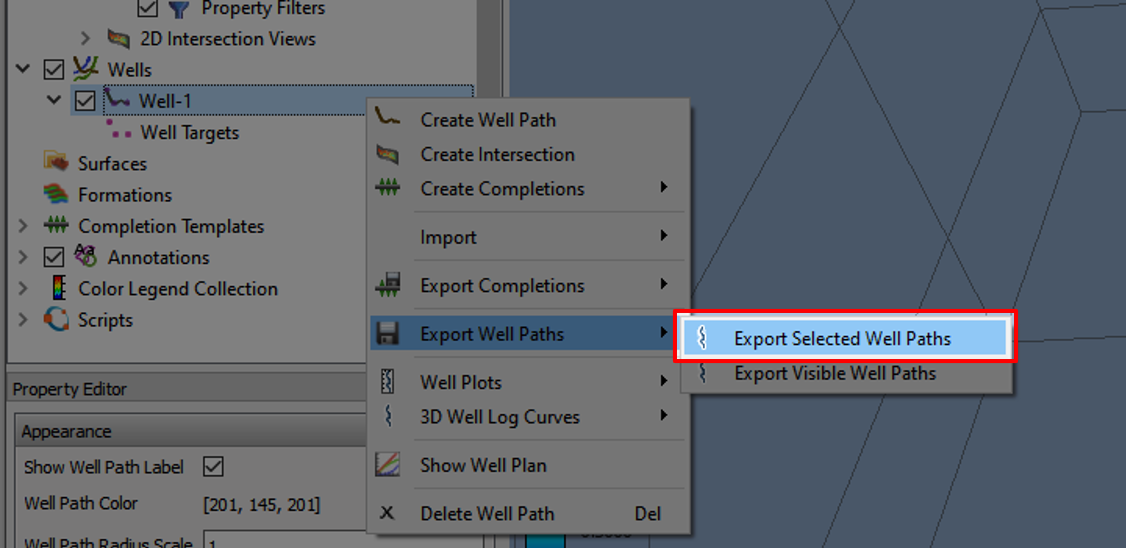 Property Filters
2D Intersection Views
Wells
Well-1
Well Targets
Surfaces
Formations
Completion Templates
Annotations
Color Legend Collection
Scripts
Create Well Path
Create Intersection
Create Completions
Import
Export Completions
Export Well Paths
Export Selected Well Paths
Export Visible Well Paths
Well Plots
3D Well Log Curves
Show Well Plan
Delete Well Path Del
Property Editor
Appearance
Show Well Path Label
Well Path Color [201, 145, 201]
Well Path Radius Scale 1